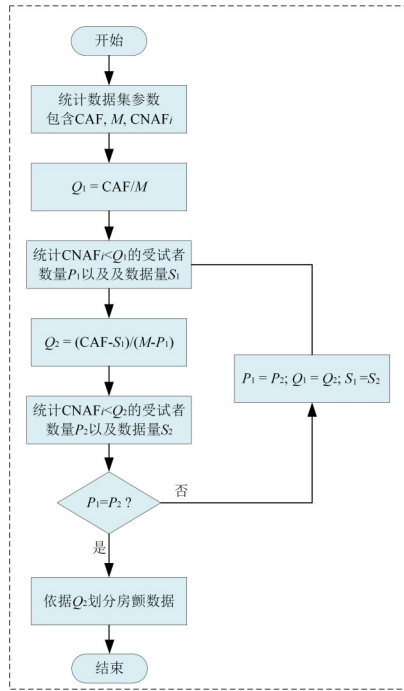 开始
统计数据集参数
包含CAF, M, CNAFi
Q₁ = CAF/M
统计CNAFi<Q₁的受试者
数量P₁以及及数据量S₁
Q₂ = (CAF-S₁)/(M-P₁)
统计CNAFi<Q₂的受试者
数量P₂以及数据量S₂
P₁ = P₂; Q₁ = Q₂; S₁ =S₂
P₁=P₂ ?
否
是
依据Q₂划分房颤数据
结束